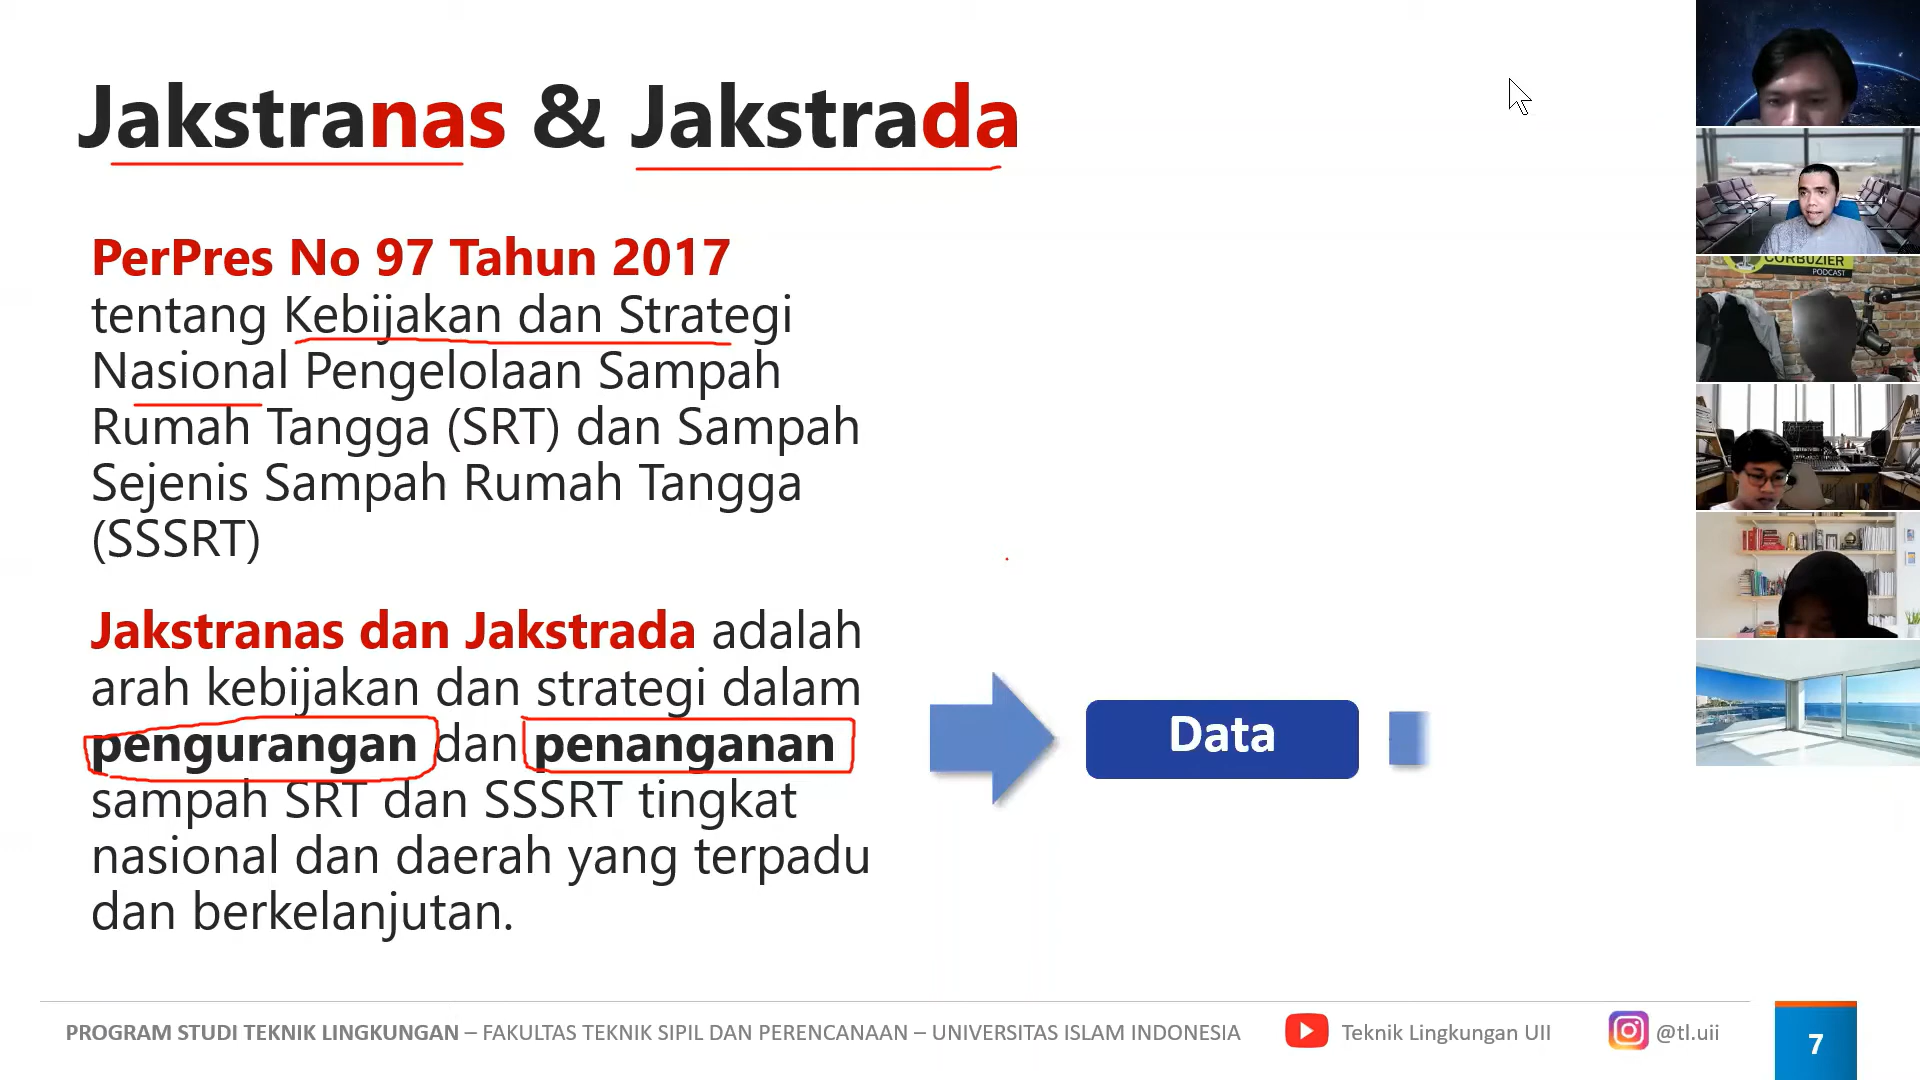 Jakstranas & Jakstrada
PerPres No 97 Tahun 2017
tentang Kebijakan dan Strategi
Nasional Pengelolaan Sampah
Rumah Tangga (SRT) dan Sampah
Sejenis Sampah Rumah Tangga
(SSSRT)
Jakstranas dan Jakstrada adalah
arah kebijakan dan strategi dalam
pengurangan dan penanganan
sampah SRT dan SSSRT tingkat
nasional dan daerah yang terpadu
dan berkelanjutan.
Data
CORBUZIER
PODCAST
PROGRAM STUDI TEKNIK LINGKUNGAN – FAKULTAS TEKNIK SIPIL DAN PERENCANAAN – UNIVERSITAS ISLAM INDONESIA
Teknik Lingkungan UII
@tl.uii
7